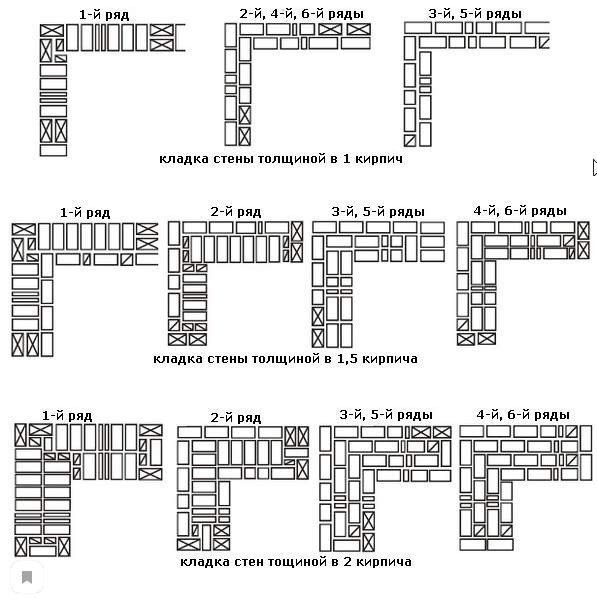 1-й ряд
2-й, 4-й, 6-й ряды
3-й, 5-й ряды
кладка стены толщиной в 1 кирпич
1-й ряд
2-й ряд
3-й, 5-й ряды
4-й, 6-й ряды
кладка стены толщиной в 1,5 кирпича
1-й ряд
2-й ряд
3-й, 5-й ряды
4-й, 6-й ряды
кладка стен тощиной в 2 кирпича